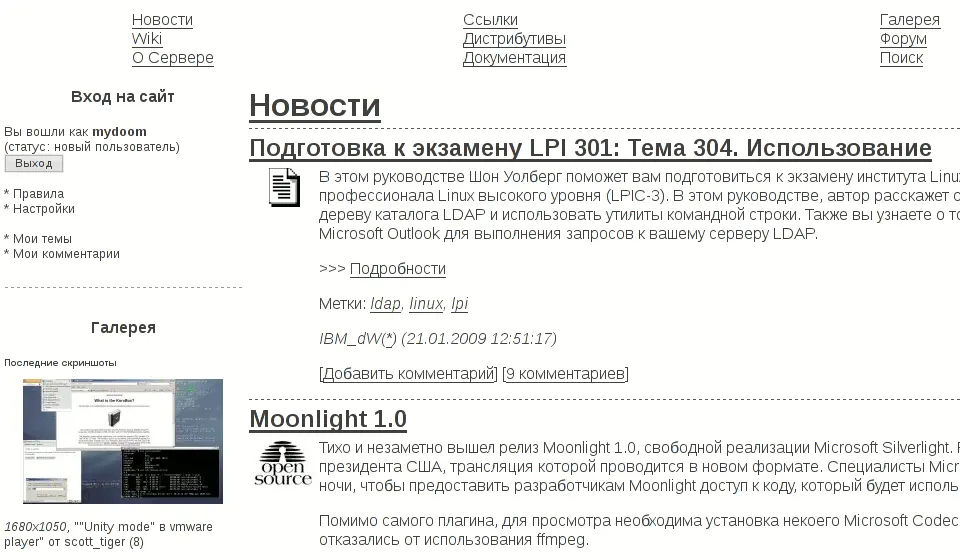 Новости
Wiki
О Сервере
Ссылки
Дистрибутивы
Документация
Галерея
Форум
Поиск
Вход на сайт
Вы вошли как mydoom
(статус: новый пользователь)
Выход
* Правила
* Настройки
* Мои темы
* Мои комментарии
Галерея
Последние скриншоты
1680x1050, ""Unity mode" в vmware
player" от scott_tiger (8)
Новости
Подготовка к экзамену LPI 301: Тема 304. Использование
В этом руководстве Шон Уолберг поможет вам подготовиться к экзамену института Linu
профессионала Linux высокого уровня (LPIC-3). В этом руководстве, автор расскажет о
дереву каталога LDAP и использовать утилиты командной строки. Также вы узнаете о то
Microsoft Outlook для выполнения запросов к вашему серверу LDAP.
>>> Подробности
Метки: ldap, linux, lpi
IBM_dW(*) (21.01.2009 12:51:17)
[Добавить комментарий] [9 комментариев]
Moonlight 1.0
open
source
Тихо и незаметно вышел релиз Moonlight 1.0, свободной реализации Microsoft Silverlight.
президента США, трансляция которой проводится в новом формате. Специалисты Micr
ночи, чтобы предоставить разработчикам Moonlight доступ к коду, который будет исполь
Помимо самого плагина, для просмотра необходима установка некоего Microsoft Codec
отказались от использования ffmpeg.